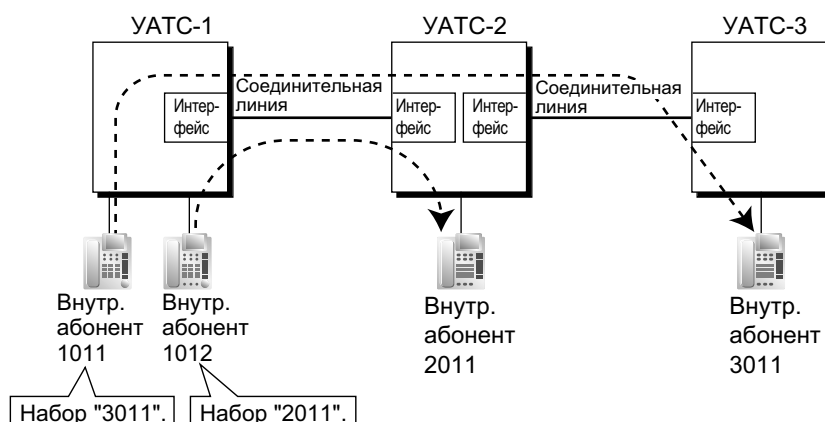 УАТС-1
УАТС-2
УАТС-3
Соединительная
линия
Соединительная
линия
Интер-
фейс
Интер-
фейс
Интер-
фейс
Интер-
фейс
Внутр.
абонент
1011
Внутр.
абонент
1012
Внутр.
абонент
2011
Внутр.
абонент
3011
Набор "3011".
Набор "2011".